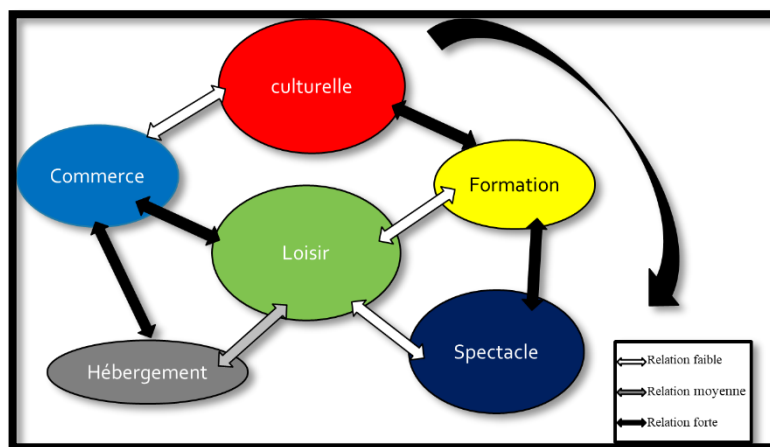 culturelle
Commerce
Formation
Loisir
Spectacle
Hébergement
Relation faible
Relation moyenne
Relation forte